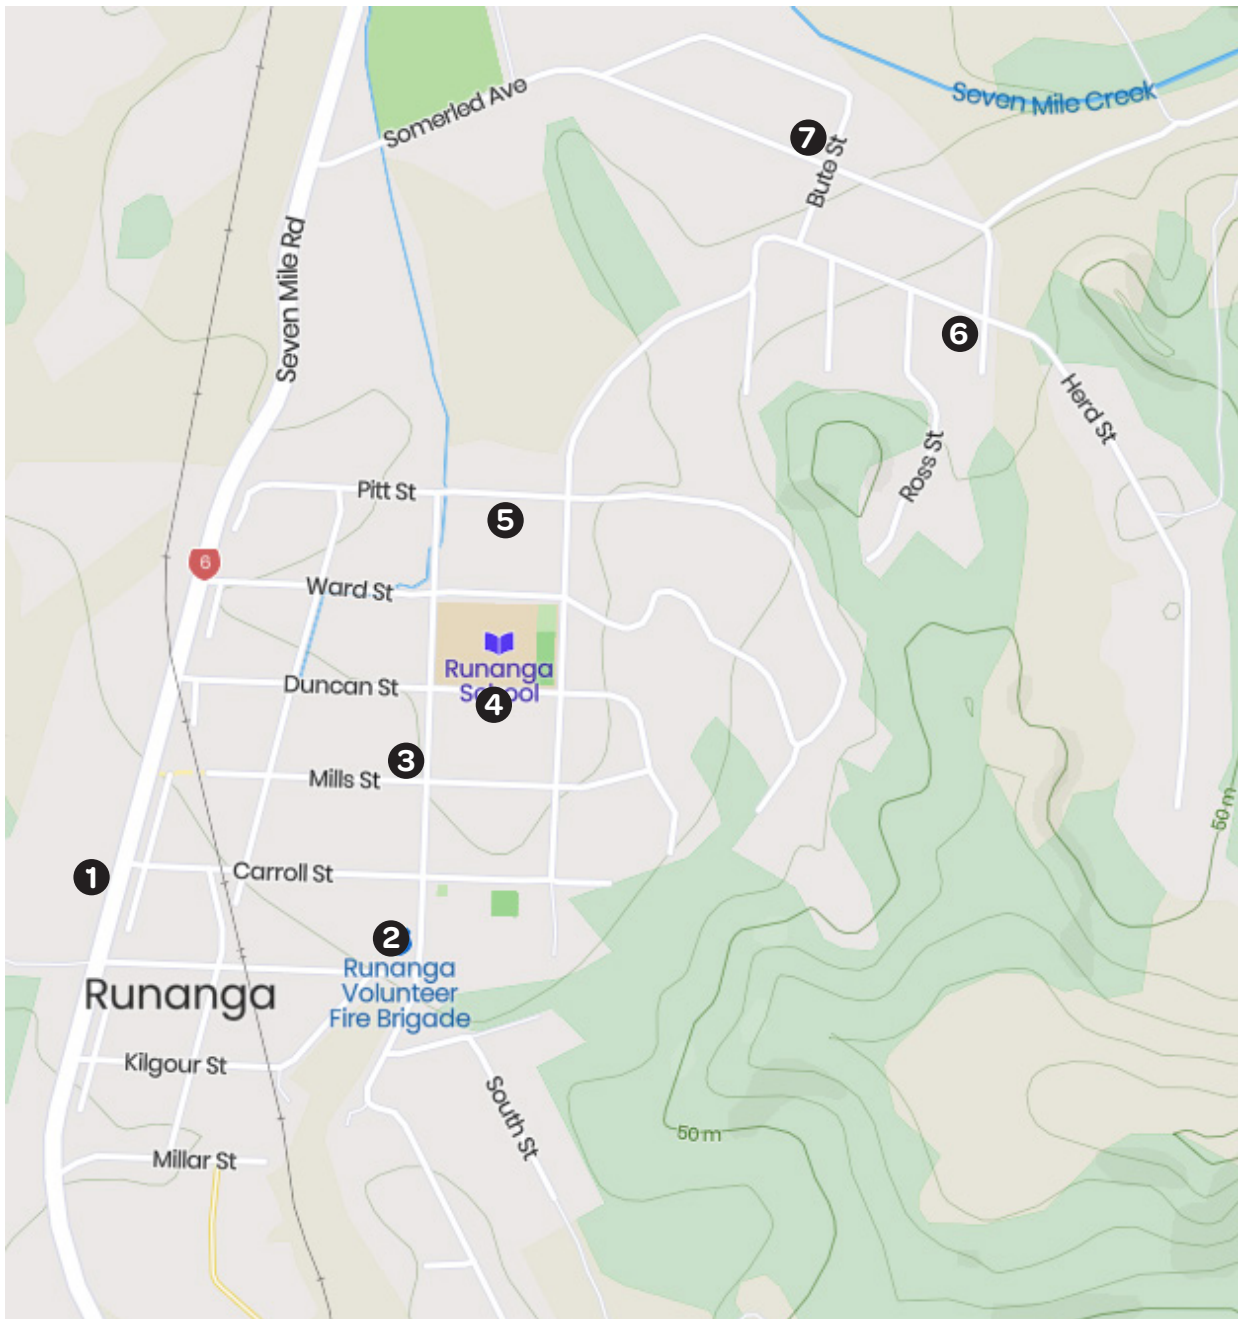 Seven Mile Creek
Somerled Ave
7
Bute St
Seven Mile Rd
6
Herd St
Ross St
Pitt St
5
6
Ward St
Runanga
School
Duncan St
4
3
Mills St
50 m
1
Carroll St
2
Runanga
Volunteer
Fire Brigade
Runanga
Kilgour St
South St
50 m
Millar St